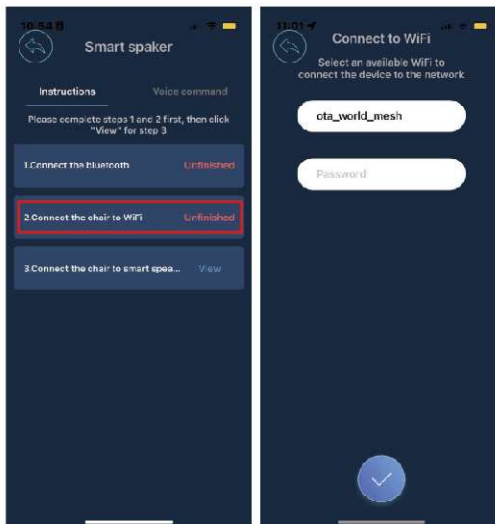 10:54
Smart spaker
Instructions
Voice command
Please complete steps 1 and 2 first, then click
"View" for step 3
1.Connect the bluetooth
Unfinished
2.Connect the chair to WiFi
Unfinished
3.Connect the chair to smart spea...
View
11:01
Connect to WiFi
Select an available WiFi to
connect the device to the network
ota_world_mesh
Password